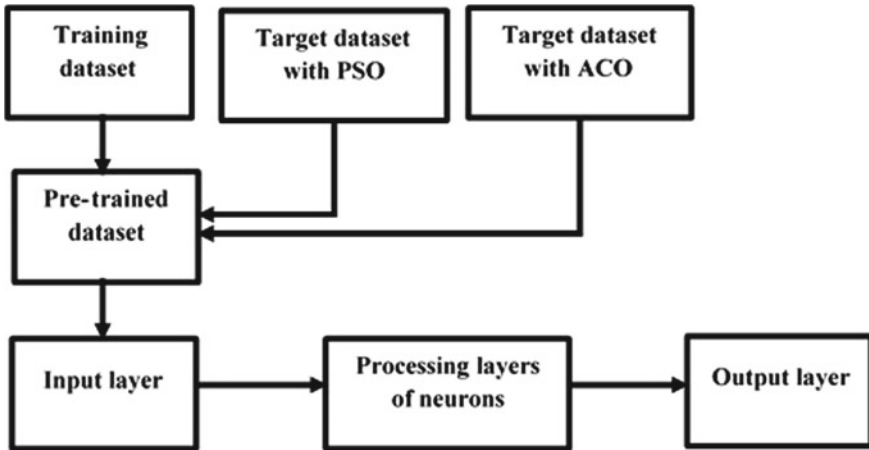 Training
dataset
Target dataset
with PSO
Target dataset
with ACO
Pre-trained
dataset
Input layer
Processing layers
of neurons
Output layer